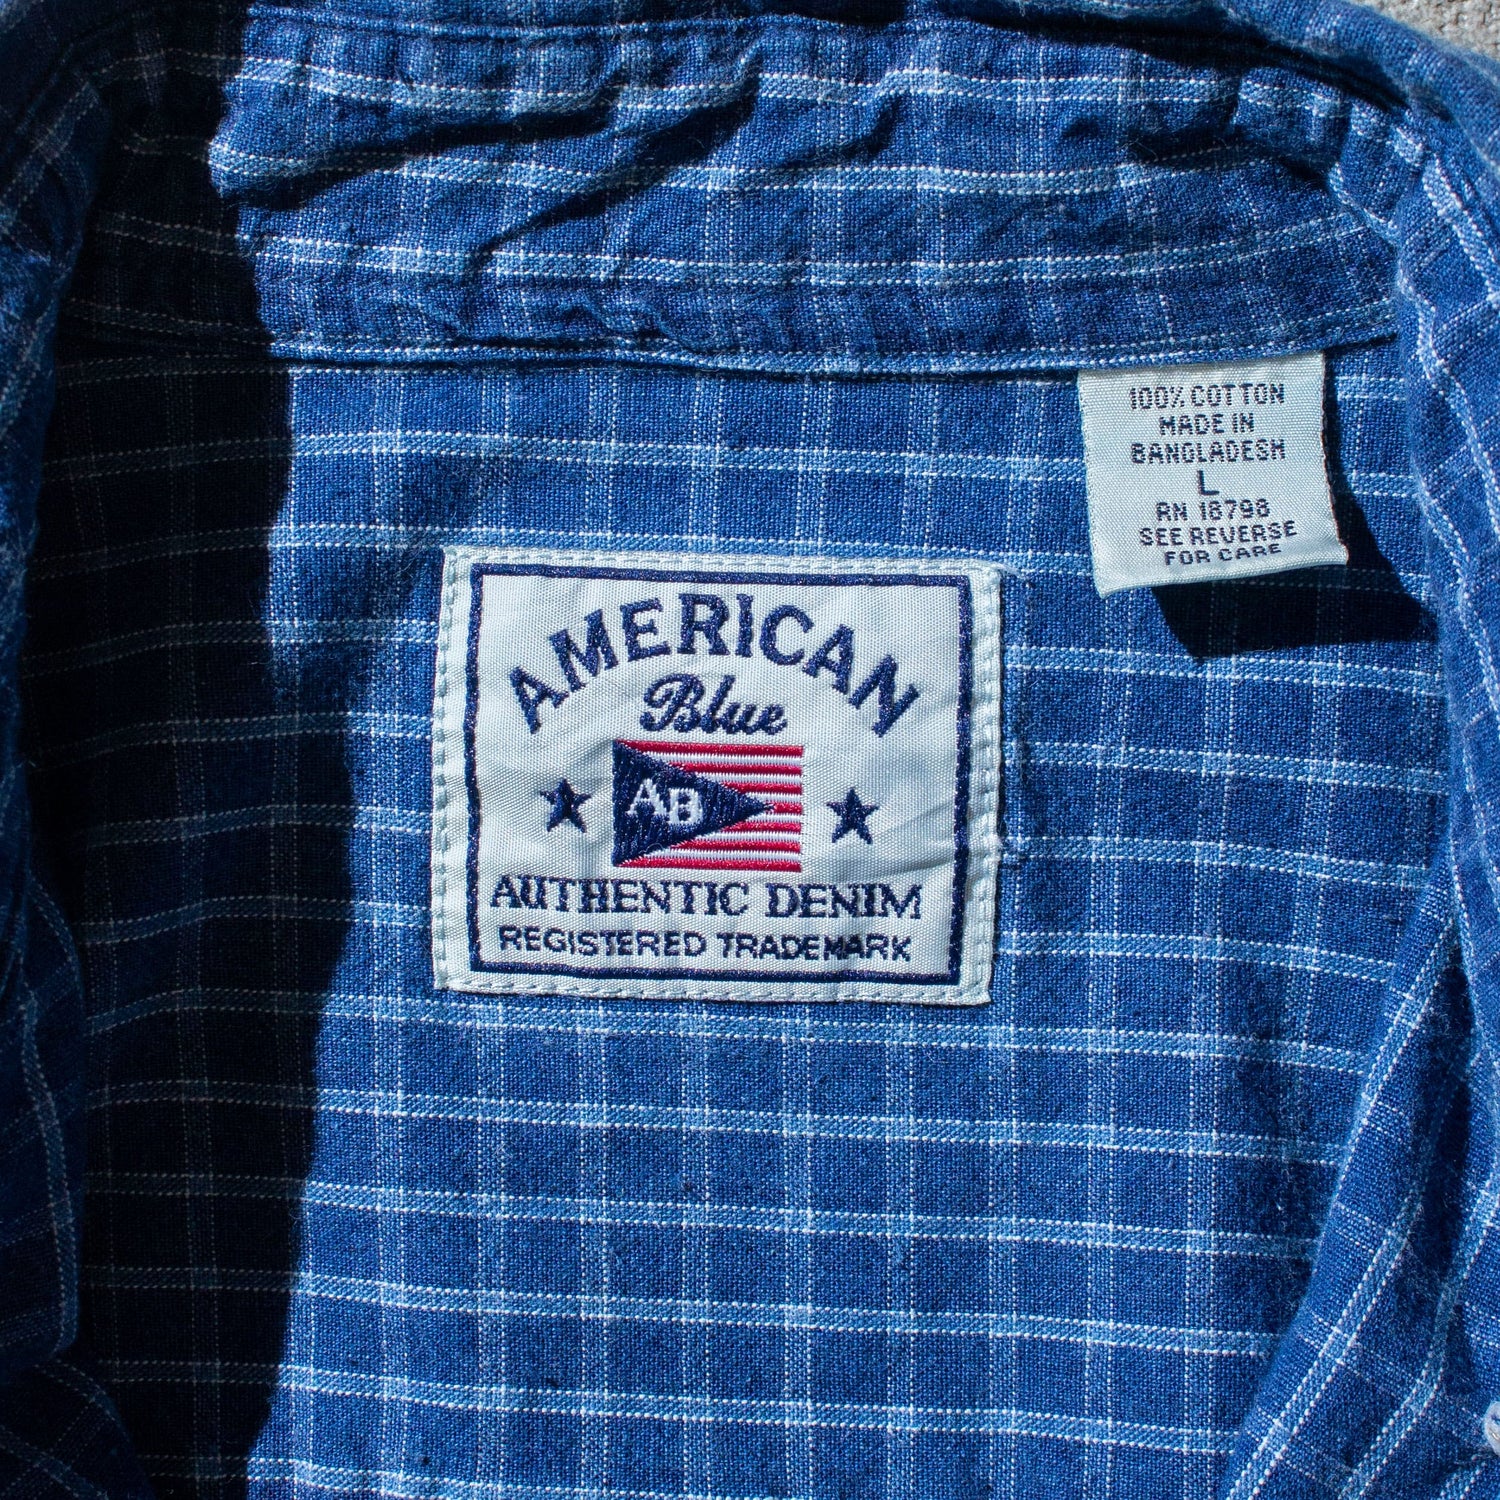 100% COTTON
MADE IN
BANGLADESH
L
RN 18798
SEE REVERSE
FOR CARE
AMERICAN
Blue
AB
AUTHENTIC DENIM
REGISTERED TRADEMARK